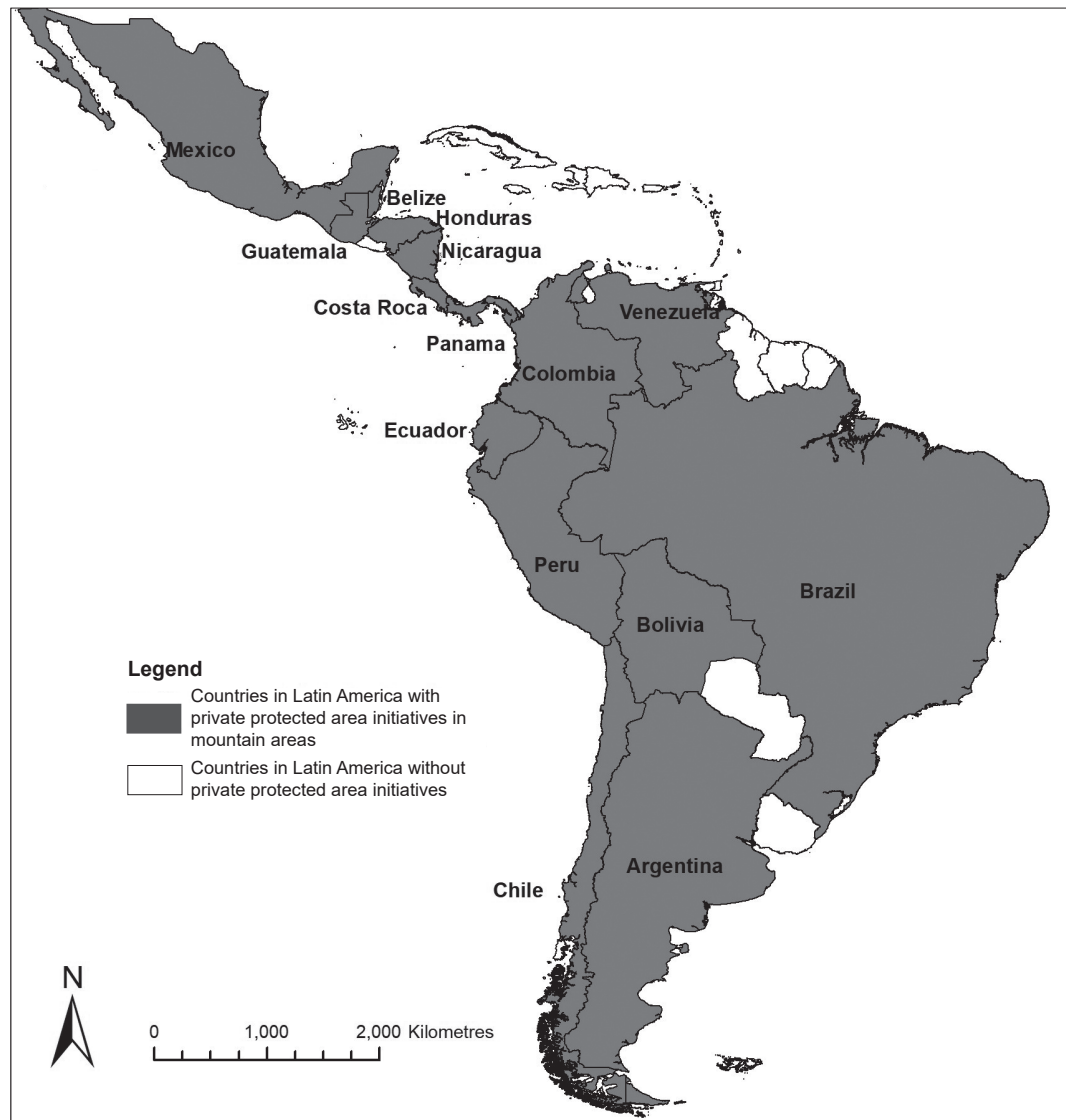 Mexico
Belize
Honduras
Guatemala
Nicaragua
Costa Roca
Venezuela
Panama
Colombia
Ecuador
Peru
Brazil
Bolivia
Legend
Countries in Latin America with
private protected area initiatives in
mountain areas
Countries in Latin America without
private protected area initiatives
Argentina
Chile
N
0 1,000 2,000 Kilometres